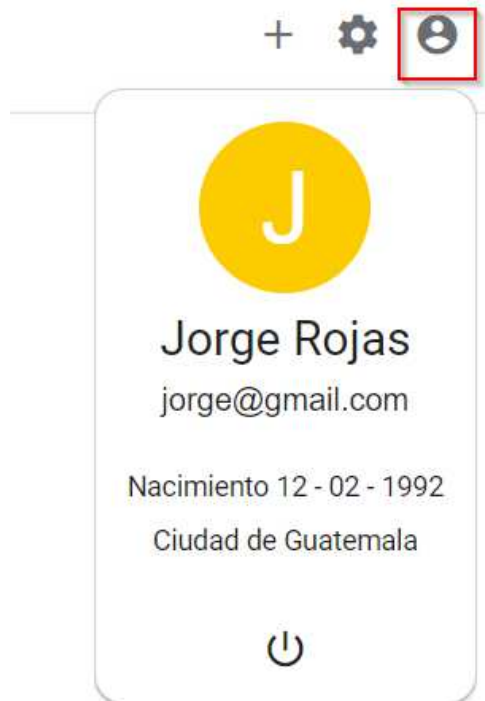 J
Jorge Rojas
jorge@gmail.com
Nacimiento 12 - 02 - 1992
Ciudad de Guatemala